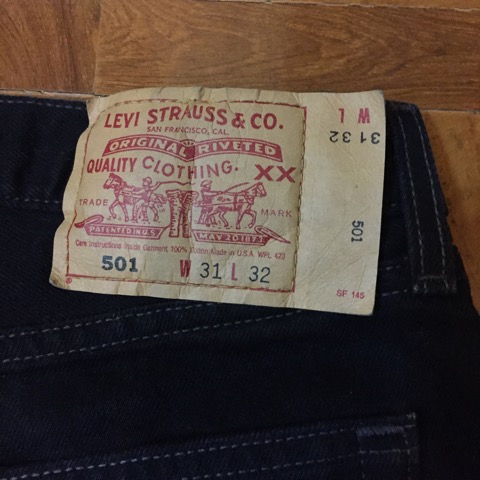 LEVI STRAUSS & CO.
SAN FRANCISCO, CAL.
ORIGINAL RIVETED
QUALITY CLOTHING. XX
TRADE MARK
PATENTED IN U.S. MAY 20 1873
Care Instructions Inside Garment 100% Cotton Made in U.S.A. WPL 423
501 W 31 L 32
®
W L
31 32
501
SF 145